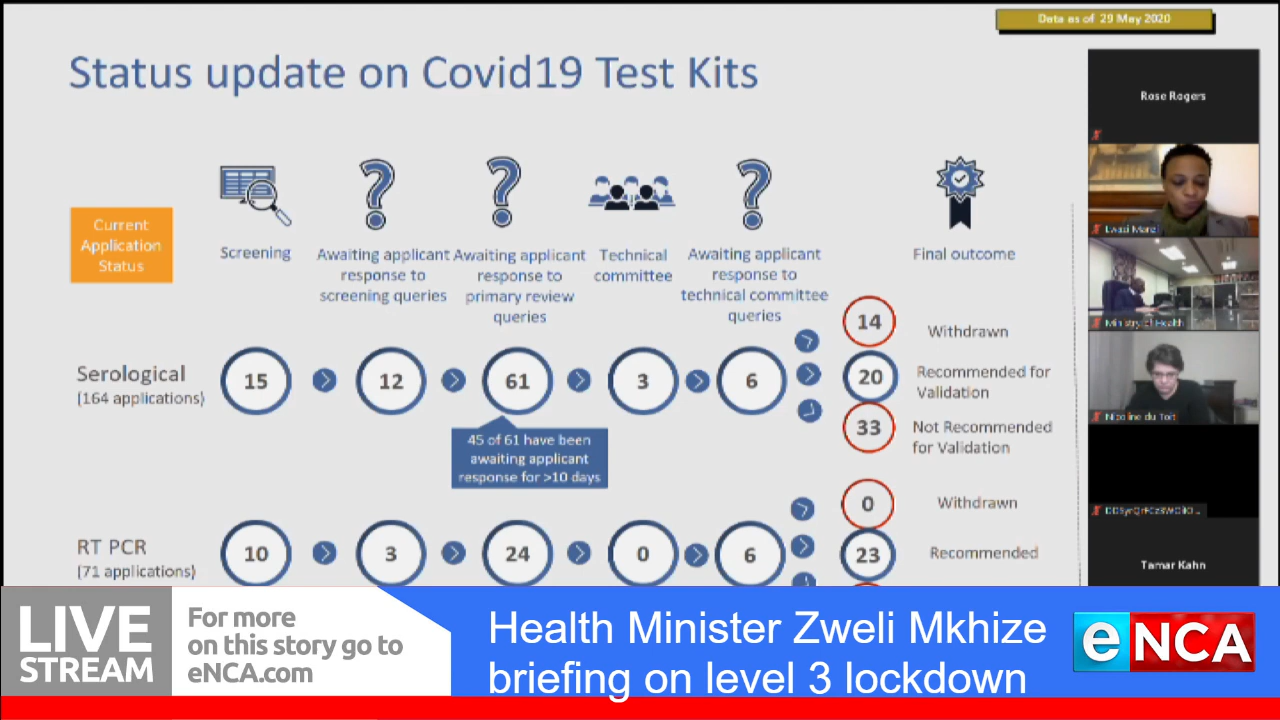 Data as of 29 May 2020
Status update on Covid19 Test Kits
Rose Rogers
Current
Application
Status
Screening
Awaiting applicant
response to
screening queries
Awaiting applicant
response to
primary review
queries
Technical
committee
Awaiting applicant
response to
technical committee
queries
Final outcome
Ministry of Health
Nicoline du Toit
Tamar Kahn
Serological
(164 applications)
15
12
61
3
6
14
Withdrawn
20
Recommended for
Validation
33
Not Recommended
for Validation
45 of 61 have been
awaiting applicant
response for >10 days
RT PCR
(71 applications)
10
3
24
0
6
0
Withdrawn
23
Recommended
LIVE
STREAM
For more
on this story go to
eNCA.com
Health Minister Zweli Mkhize
briefing on level 3 lockdown
eNCA